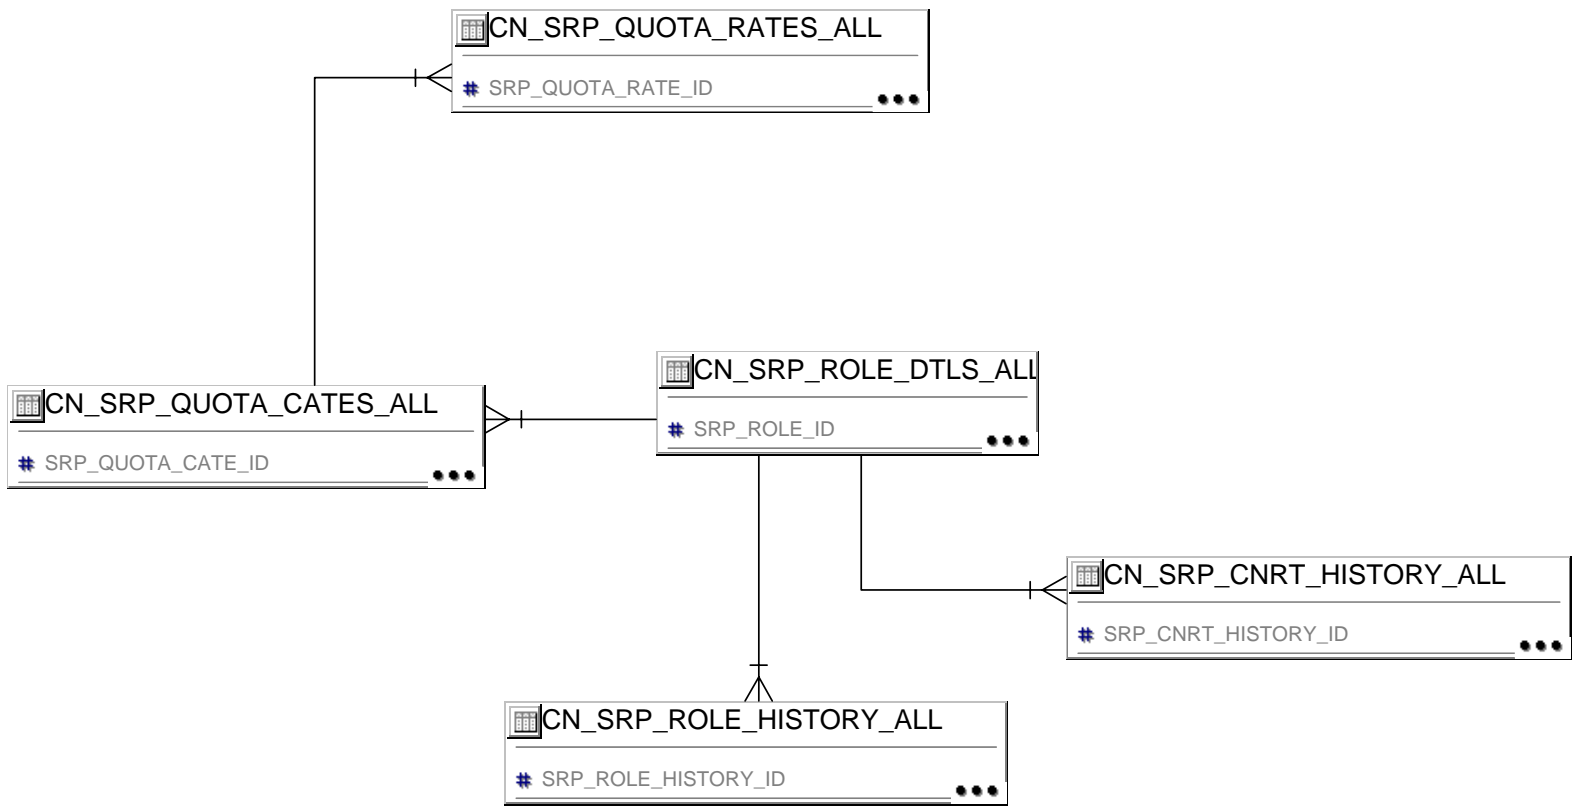 CN_SRP_QUOTA_RATES_ALL
# SRP_QUOTA_RATE_ID
CN_SRP_ROLE_DTLS_ALL
# SRP_ROLE_ID
CN_SRP_QUOTA_CATES_ALL
# SRP_QUOTA_CATE_ID
CN_SRP_CNRT_HISTORY_ALL
# SRP_CNRT_HISTORY_ID
CN_SRP_ROLE_HISTORY_ALL
# SRP_ROLE_HISTORY_ID